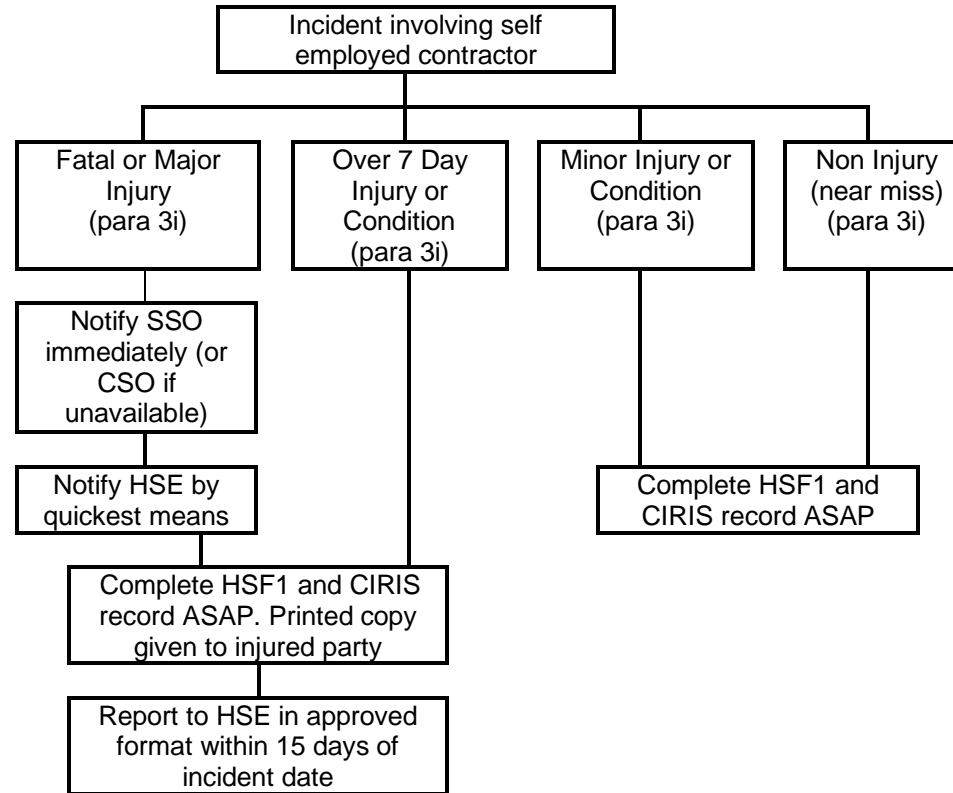 Incident involving self
employed contractor
Fatal or Major
Injury
(para 3i)
Over 7 Day
Injury or
Condition
(para 3i)
Minor Injury or
Condition
(para 3i)
Non Injury
(near miss)
(para 3i)
Notify SSO
immediately (or
CSO if
unavailable)
Notify HSE by
quickest means
Complete HSF1 and
CIRIS record ASAP
Complete HSF1 and CIRIS
record ASAP. Printed copy
given to injured party
Report to HSE in approved
format within 15 days of
incident date